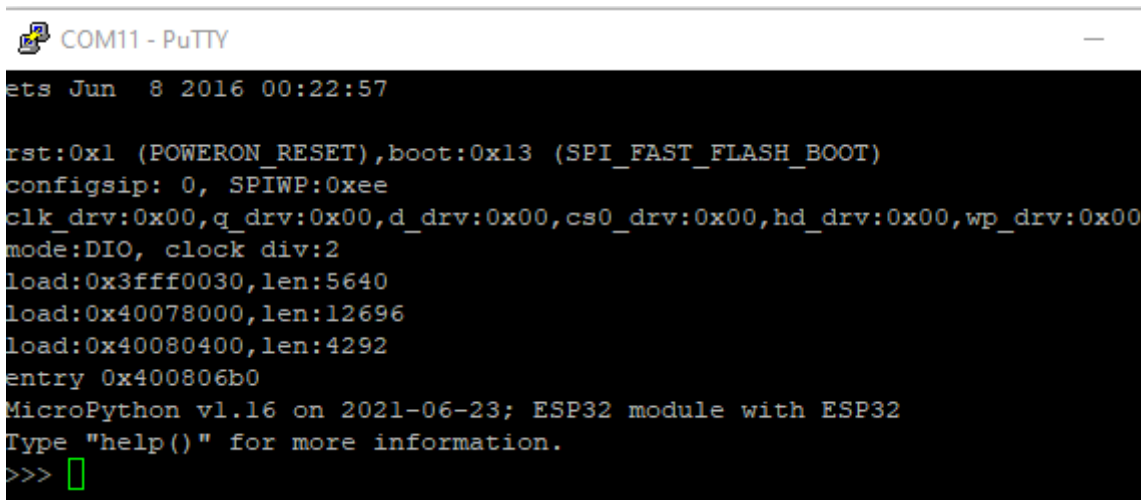 COM11 - PuTTY
ets Jun  8 2016 00:22:57
rst:0x1 (POWERON_RESET),boot:0x13 (SPI_FAST_FLASH_BOOT)
configsip: 0, SPIWP:0xee
clk_drv:0x00,q_drv:0x00,d_drv:0x00,cs0_drv:0x00,hd_drv:0x00,wp_drv:0x00
mode:DIO, clock div:2
load:0x3fff0030,len:5640
load:0x40078000,len:12696
load:0x40080400,len:4292
entry 0x400806b0
MicroPython v1.16 on 2021-06-23; ESP32 module with ESP32
Type "help()" for more information.
>>>